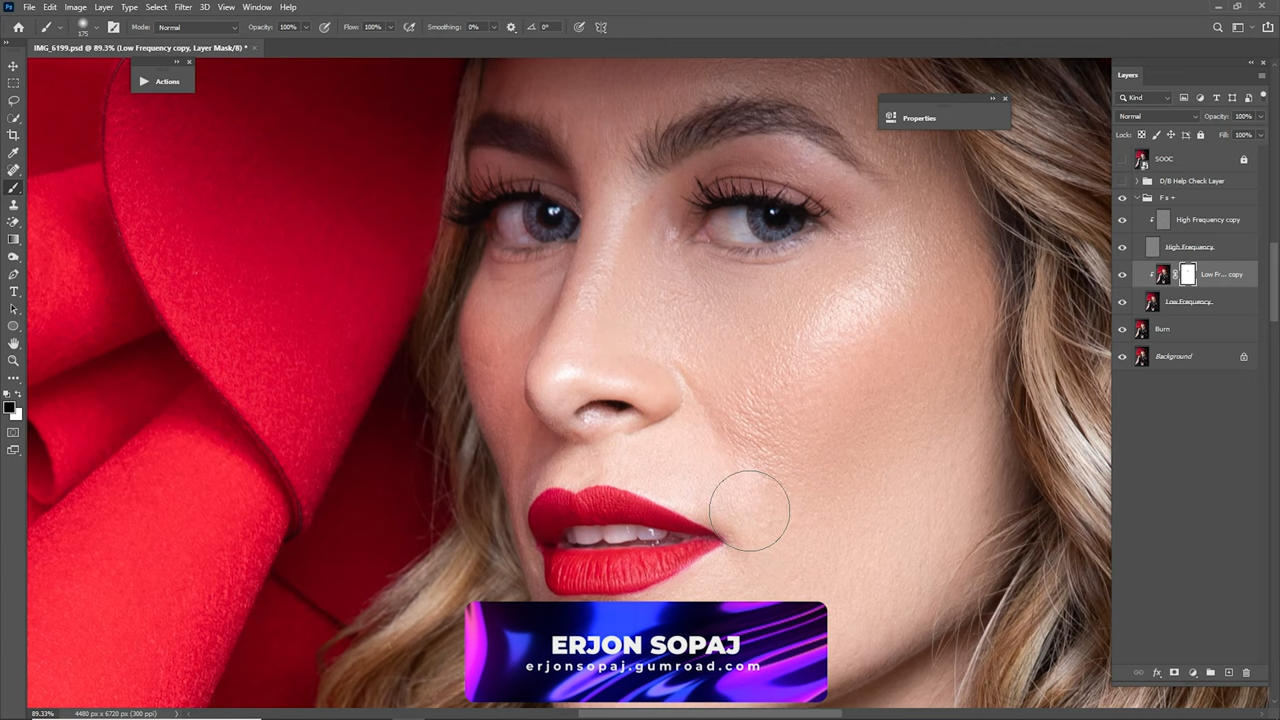 Ps File Edit Image Layer Type Select Filter 3D View Window Help
175 Mode: Normal Opacity: 100% Flow: 100% Smoothing: 0% 0°
IMG_6199.psd @ 89.3% (Low Frequency copy, Layer Mask/8) * ×
Actions
Properties
Layers
Kind
Normal Opacity: 100%
Lock: Fill: 100%
SOOC
D/B Help Check Layer
F s +
High Frequency copy
High Frequency
Low Fr... copy
Low Frequency
Burn
Background
ERJON SOPAJ
erjonsopaj.gumroad.com
89.33% 4480 px x 6720 px (300 ppi)